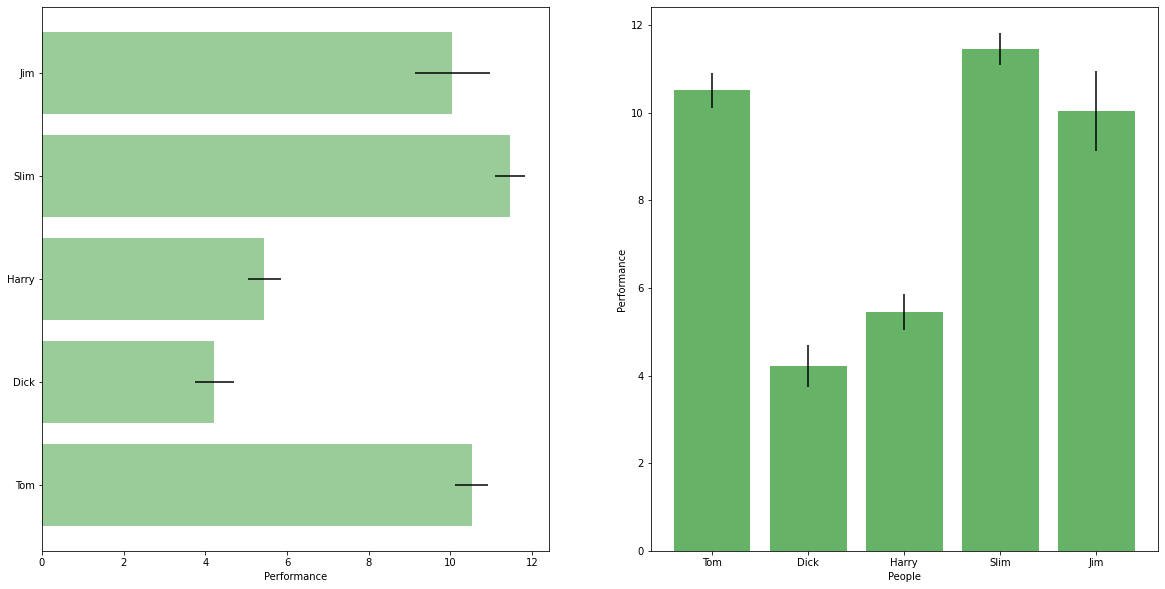 Jim
Slim
Harry
Dick
Tom
0 2 4 6 8 10 12
Performance
12
10
8
6
4
2
0
Performance
Tom Dick Harry Slim Jim
People